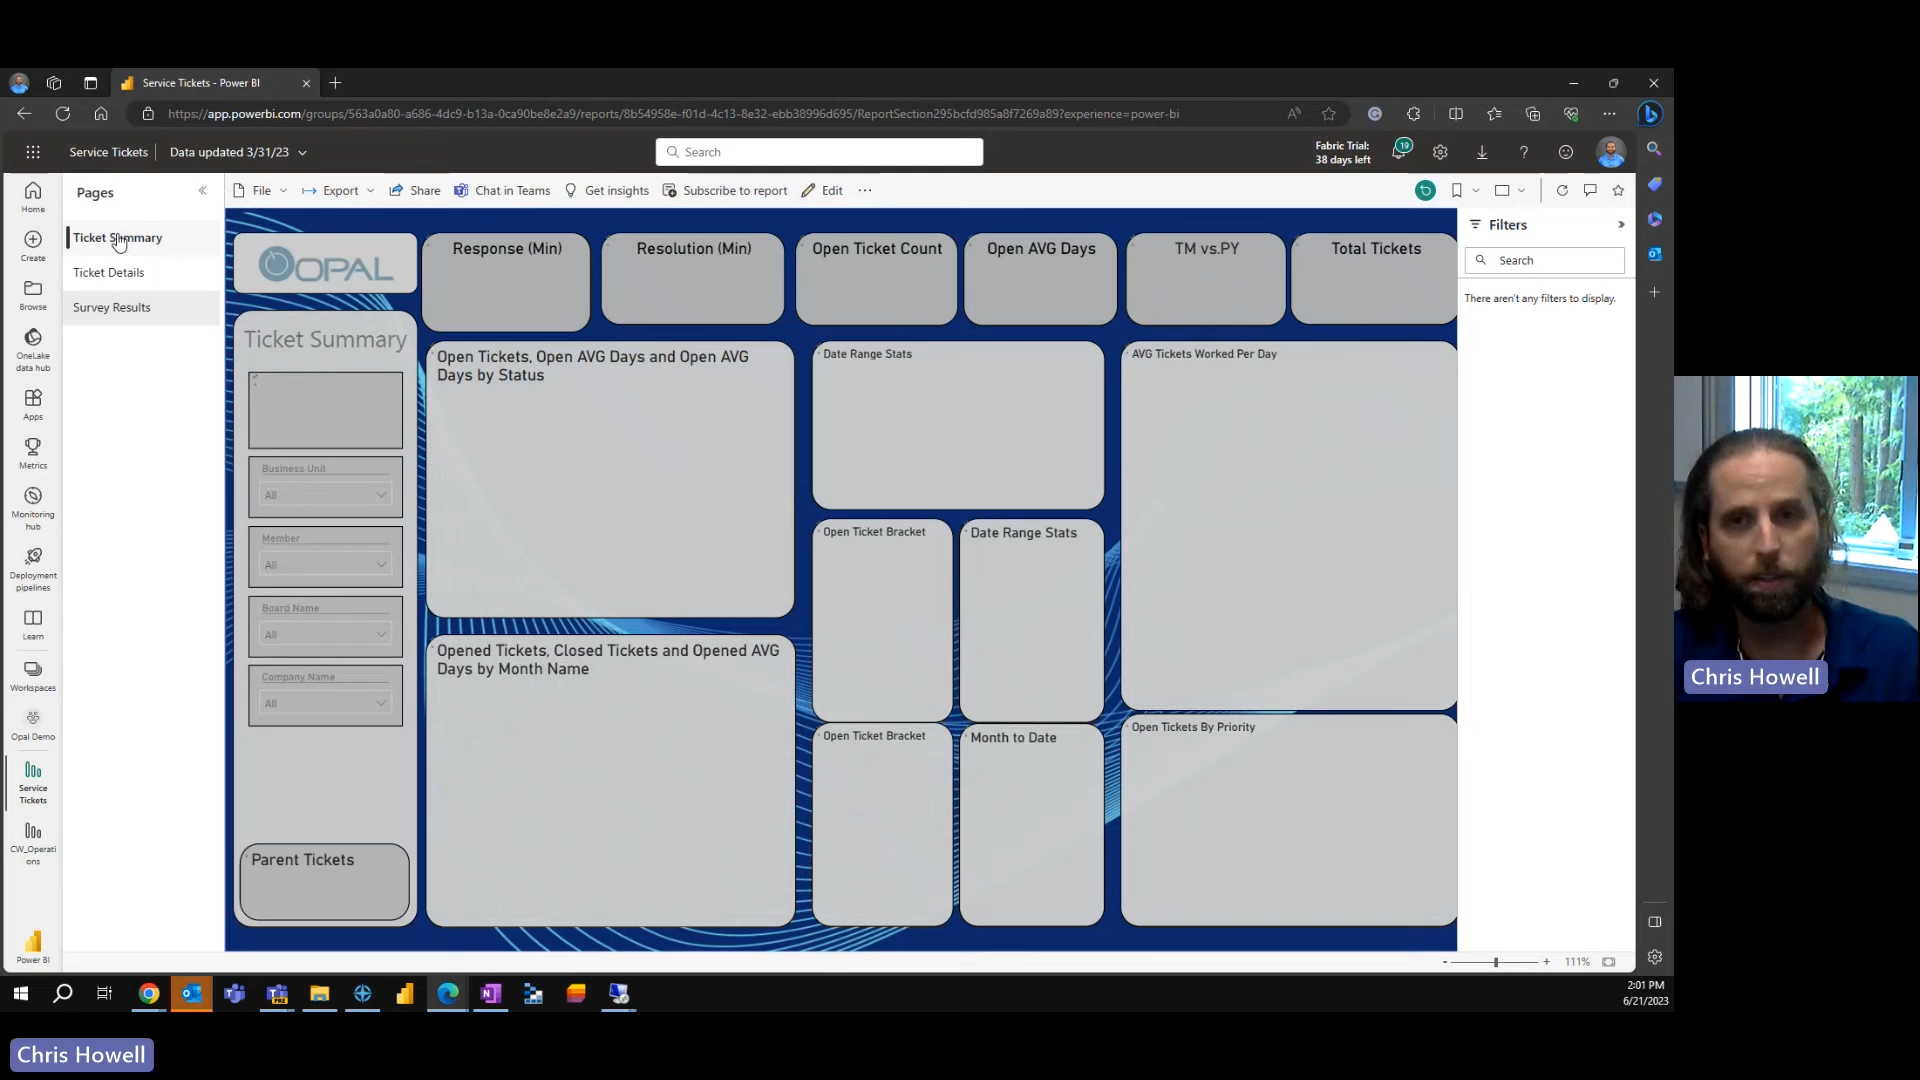 Service Tickets - Power BI
https://app.powerbi.com/groups/563a0a80-a686-4dc9-b13a-0ca90be8e2a9/reports/8b54958e-f01d-4c13-8e32-ebb38996d695/ReportSection295bcfd985a8f7269a89?experience=power-bi
Service Tickets
Data updated 3/31/23
Search
Fabric Trial:
38 days left
19
Home
Create
Browse
OneLake
data hub
Apps
Metrics
Monitoring
hub
Deployment
pipelines
Learn
Workspaces
Opal Demo
Service
Tickets
CW_Operati
ons
Power BI
Pages
Ticket Summary
Ticket Details
Survey Results
File
Export
Share
Chat in Teams
Get insights
Subscribe to report
Edit
OPAL
Response (Min)
Resolution (Min)
Open Ticket Count
Open AVG Days
TM vs.PY
Total Tickets
Ticket Summary
Business Unit
All
Member
All
Board Name
All
Company Name
All
Parent Tickets
Open Tickets, Open AVG Days and Open AVG
Days by Status
Opened Tickets, Closed Tickets and Opened AVG
Days by Month Name
Date Range Stats
Open Ticket Bracket
Date Range Stats
Open Ticket Bracket
Month to Date
AVG Tickets Worked Per Day
Open Tickets By Priority
Filters
Search
There aren't any filters to display.
111%
2:01 PM
6/21/2023
Chris Howell
Chris Howell